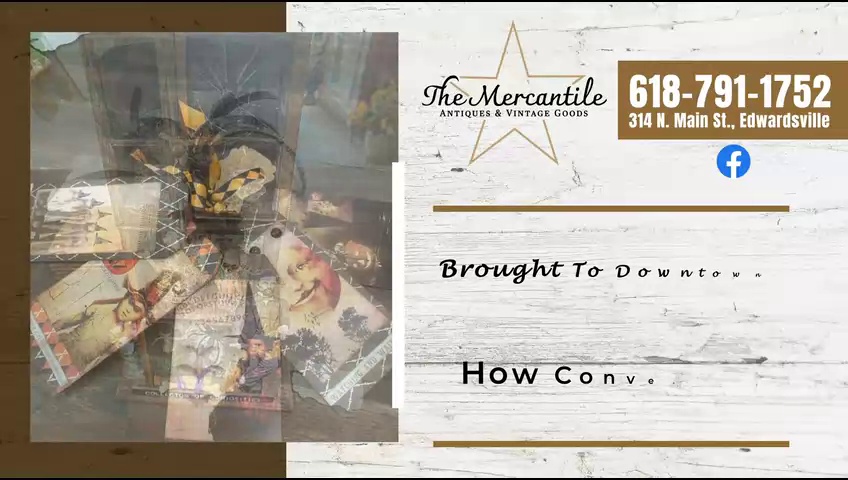 The Mercantile
ANTIQUES & VINTAGE GOODS
618-791-1752
314 N. Main St., Edwardsville
Brought To Downtown
How Conve